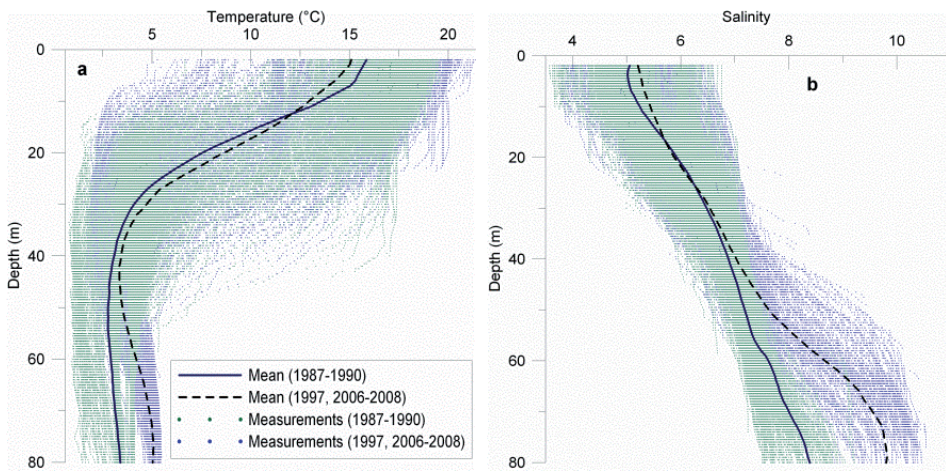 Temperature (°C)
5 10 15 20
0
20
40
60
80
Depth (m)
a
Mean (1987-1990)
Mean (1997, 2006-2008)
Measurements (1987-1990)
Measurements (1997, 2006-2008)
Salinity
4 6 8 10
0
20
40
60
80
Depth (m)
b